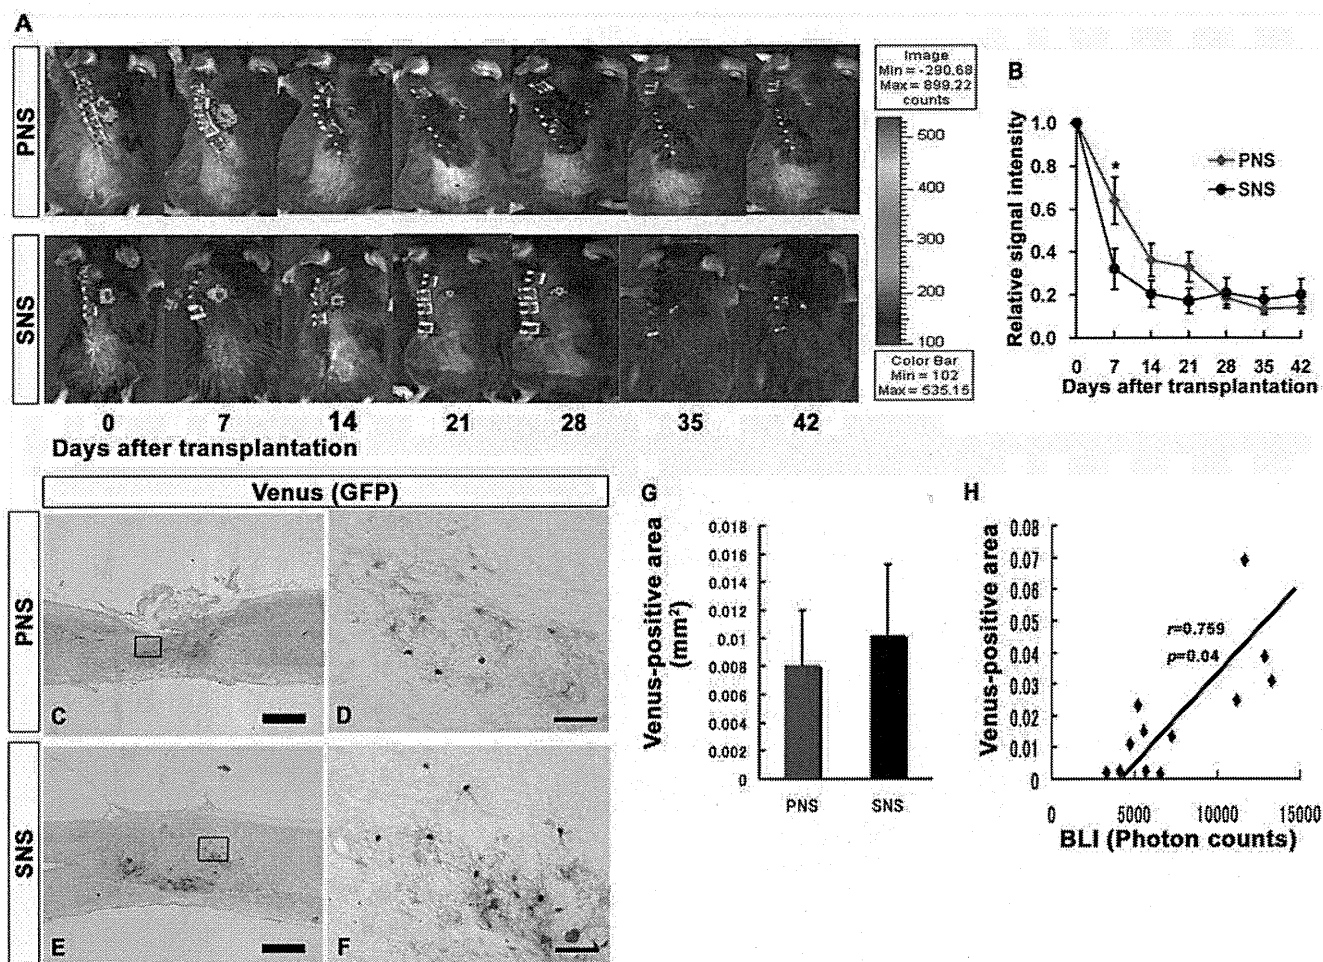 A
PNS
SNS
0 7 14 21 28 35 42
Days after transplantation
Image
Min = -290.68
Max = 899.22
counts
500
400
300
200
100
Color Bar
Min = 102
Max = 535.15
B
Relative signal intensity
1.0
0.8
0.6
0.4
0.2
0.0
*
PNS
SNS
0 7 14 21 28 35 42
Days after transplantation
Venus (GFP)
PNS
C
D
SNS
E
F
G
Venus-positive area
(mm²)
0.018
0.016
0.014
0.012
0.01
0.008
0.006
0.004
0.002
0
PNS SNS
H
Venus-positive area
0.08
0.07
0.06
0.05
0.04
0.03
0.02
0.01
0
r=0.759
p=0.04
0 5000 10000 15000
BLI (Photon counts)